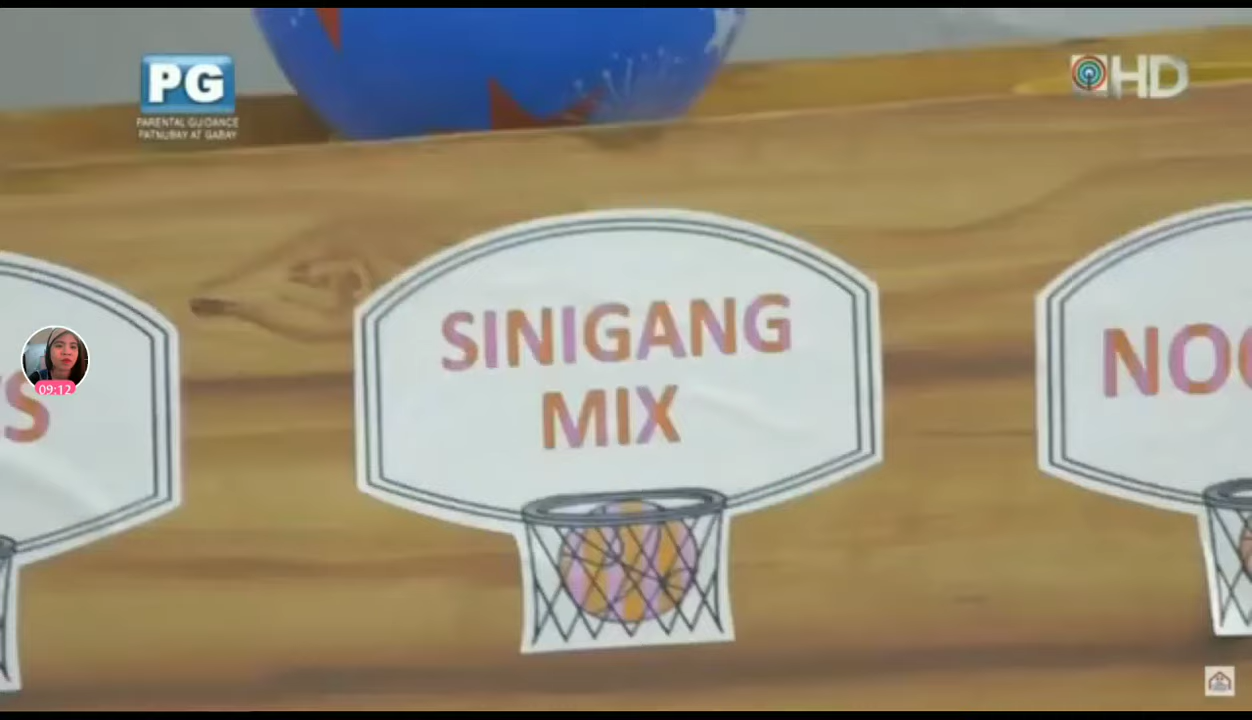 PG
PARENTAL GUIDANCE
PATNUBAY AT GABAY
HD
09:12
SINIGANG
MIX